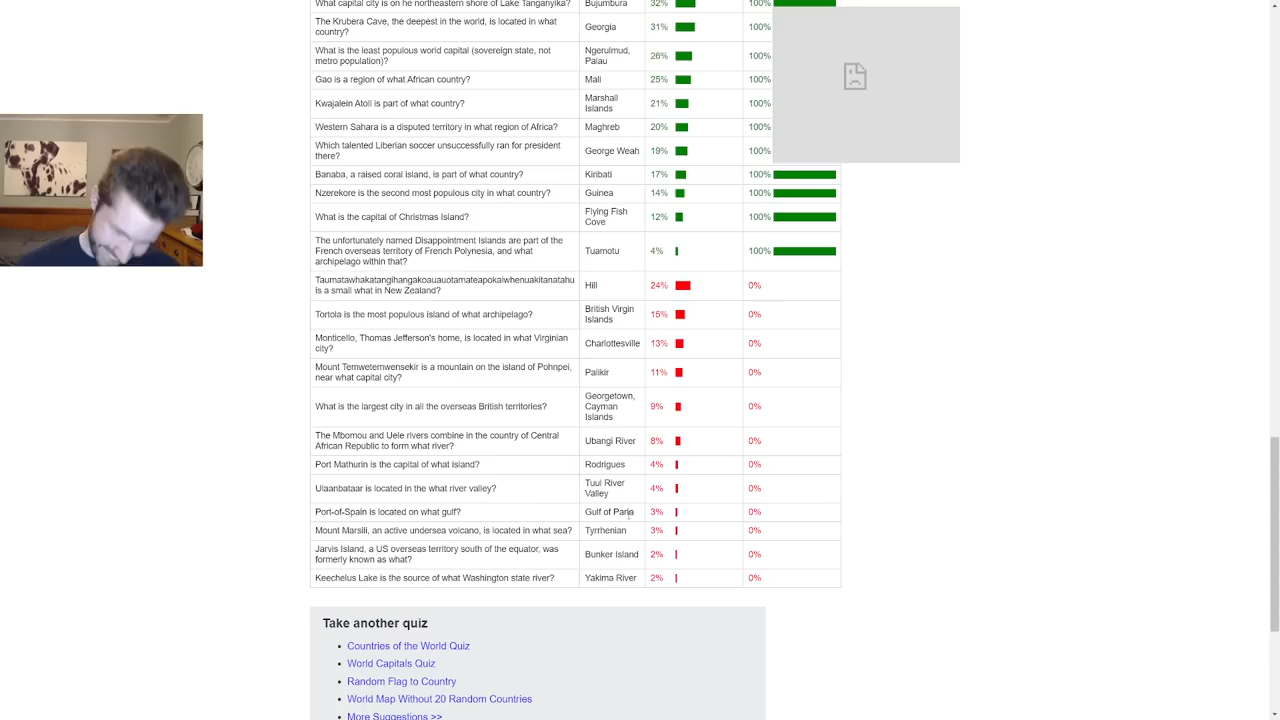 What capital city is on he northeastern shore of Lake Tanganyika? Bujumbura 32% 100%
The Krubera Cave, the deepest in the world, is located in what
country? Georgia 31% 100%
What is the least populous world capital (sovereign state, not
metro population)? Ngerulmud,
Palau 26% 100%
Gao is a region of what African country? Mali 25% 100%
Kwajalein Atoll is part of what country? Marshall
Islands 21% 100%
Western Sahara is a disputed territory in what region of Africa? Maghreb 20% 100%
Which talented Liberian soccer unsuccessfully ran for president
there? George Weah 19% 100%
Banaba, a raised coral island, is part of what country? Kiribati 17% 100%
Nzerekore is the second most populous city in what country? Guinea 14% 100%
What is the capital of Christmas Island? Flying Fish
Cove 12% 100%
The unfortunately named Disappointment Islands are part of the
French overseas territory of French Polynesia, and what
archipelago within that? Tuamotu 4% 100%
Taumatawhakatangihangakoauauotamateapokaiwhenuakitanatahu
is a small what in New Zealand? Hill 24% 0%
Tortola is the most populous island of what archipelago? British Virgin
Islands 15% 0%
Monticello, Thomas Jefferson's home, is located in what Virginian
city? Charlottesville 13% 0%
Mount Temwetemwensekir is a mountain on the island of Pohnpei,
near what capital city? Palikir 11% 0%
What is the largest city in all the overseas British territories? Georgetown,
Cayman
Islands 9% 0%
The Mbomou and Uele rivers combine in the country of Central
African Republic to form what river? Ubangi River 8% 0%
Port Mathurin is the capital of what island? Rodrigues 4% 0%
Ulaanbataar is located in the what river valley? Tuul River
Valley 4% 0%
Port-of-Spain is located on what gulf? Gulf of Paria 3% 0%
Mount Marsili, an active undersea volcano, is located in what sea? Tyrrhenian 3% 0%
Jarvis Island, a US overseas territory south of the equator, was
formerly known as what? Bunker Island 2% 0%
Keechelus Lake is the source of what Washington state river? Yakima River 2% 0%
Take another quiz
Countries of the World Quiz
World Capitals Quiz
Random Flag to Country
World Map Without 20 Random Countries
More Suggestions >>